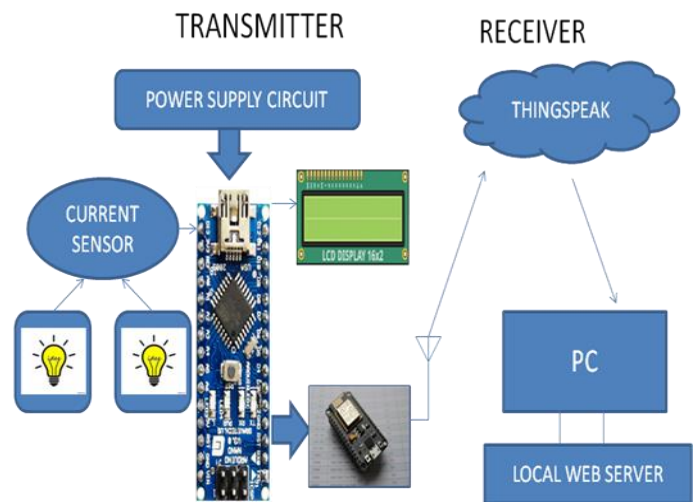 TRANSMITTER
RECEIVER
POWER SUPPLY CIRCUIT
THINGSPEAK
CURRENT
SENSOR
LCD DISPLAY 16x2
PC
LOCAL WEB SERVER